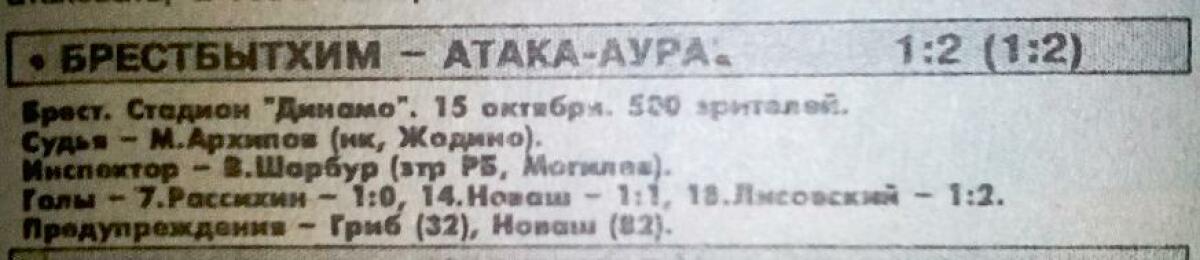 • БРЕСТБЫТХИМ – АТАКА-АУРА 1:2 (1:2)
Брест. Стадион "Динамо". 15 октября. 500 зрителей.
Судья – М.Архипов (нк, Жодино).
Инспектор – В.Шарбур (зтр РБ, Могилев).
Голы – 7.Рассихин – 1:0, 14.Новаш – 1:1, 18.Лисовский – 1:2.
Предупреждения – Гриб (32), Новаш (82).